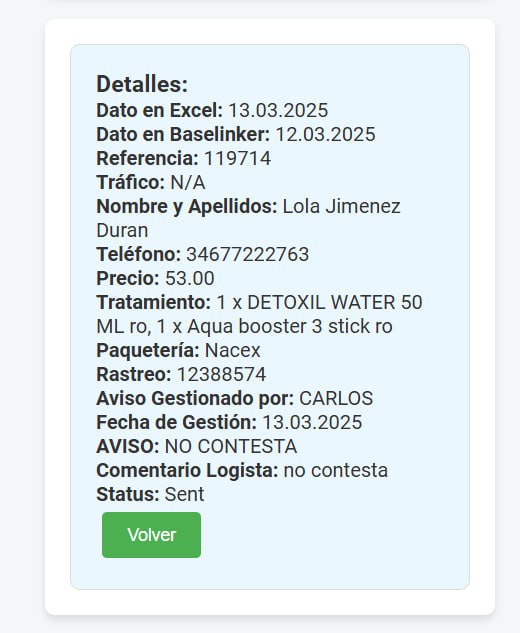 Detalles:
Dato en Excel: 13.03.2025
Dato en Baselinker: 12.03.2025
Referencia: 119714
Tráfico: N/A
Nombre y Apellidos: Lola Jimenez
Duran
Teléfono: 34677222763
Precio: 53.00
Tratamiento: 1 x DETOXIL WATER 50
ML ro, 1 x Aqua booster 3 stick ro
Paquetería: Nacex
Rastreo: 12388574
Aviso Gestionado por: CARLOS
Fecha de Gestión: 13.03.2025
AVISO: NO CONTESTA
Comentario Logista: no contesta
Status: Sent
Volver